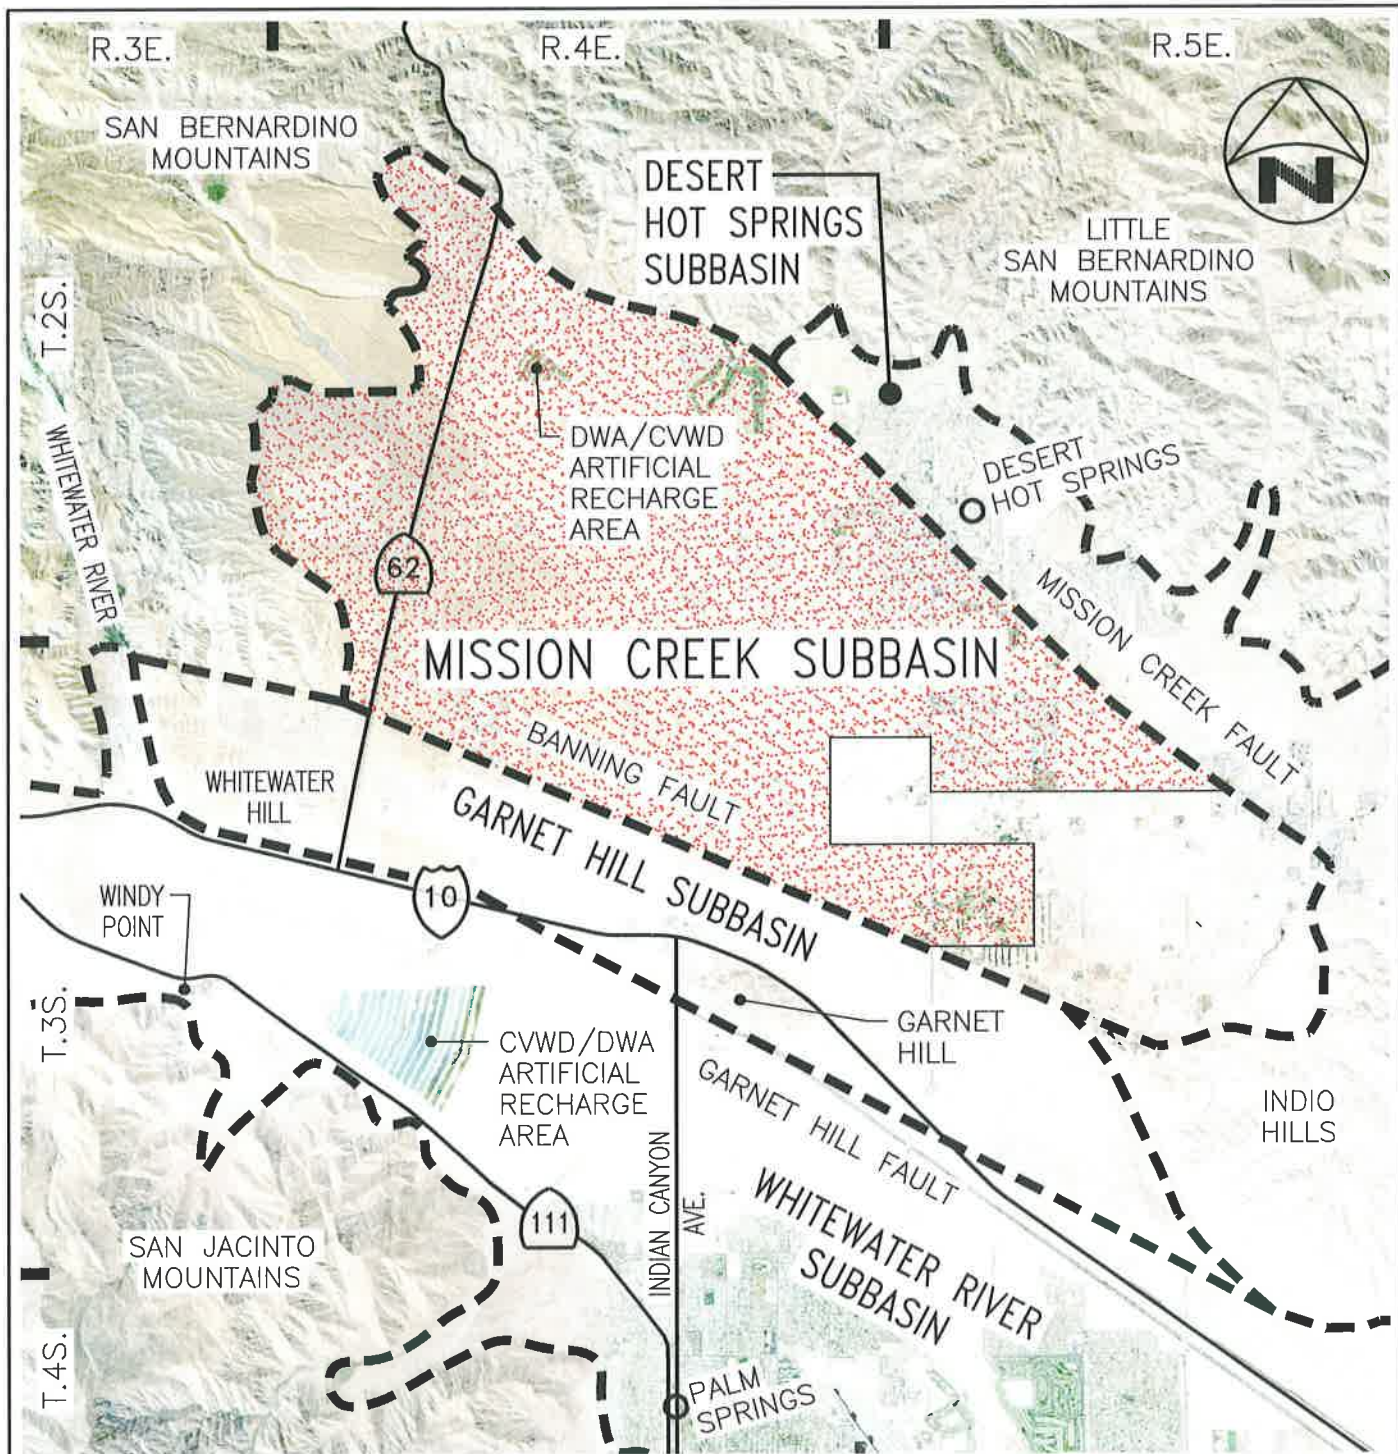 R.3E.
R.4E.
R.5E.
SAN BERNARDINO
MOUNTAINS
DESERT
HOT SPRINGS
SUBBASIN
N
LITTLE
SAN BERNARDINO
MOUNTAINS
T.2S.
WHITEWATER RIVER
DWA/CVWD
ARTIFICIAL
RECHARGE
AREA
DESERT
HOT SPRINGS
62
MISSION CREEK SUBBASIN
MISSION CREEK FAULT
BANNING FAULT
WHITEWATER
HILL
GARNET HILL SUBBASIN
WINDY
POINT
10
T.3S.
CVWD/DWA
ARTIFICIAL
RECHARGE
AREA
GARNET
HILL
GARNET HILL FAULT
INDIO
HILLS
INDIAN CANYON
AVE.
111
WHITEWATER RIVER
SUBBASIN
SAN JACINTO
MOUNTAINS
T.4S.
PALM
SPRINGS